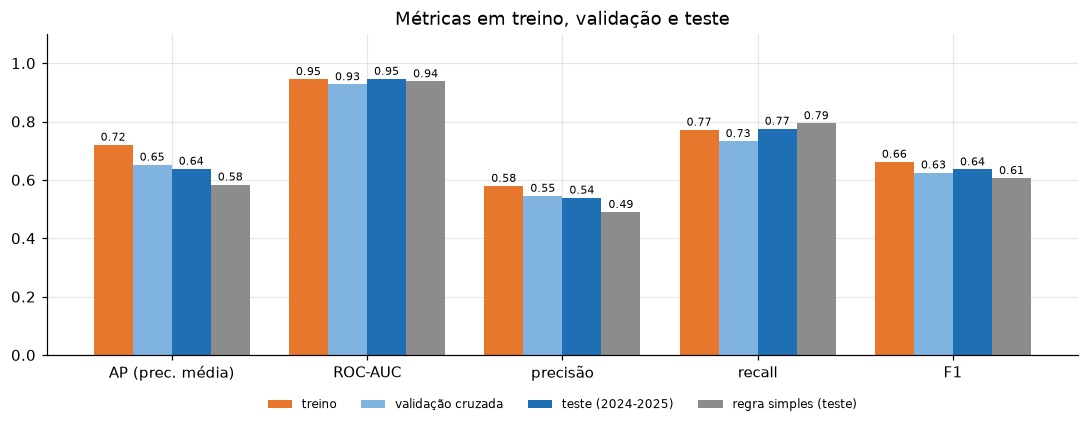 Métricas em treino, validação e teste
1.0
0.8
0.6
0.4
0.2
0.0
0.72
0.65
0.64
0.58
0.95
0.93
0.95
0.94
0.58
0.55
0.54
0.49
0.77
0.73
0.77
0.79
0.66
0.63
0.64
0.61
AP (prec. média)
ROC-AUC
precisão
recall
F1
treino
validação cruzada
teste (2024-2025)
regra simples (teste)